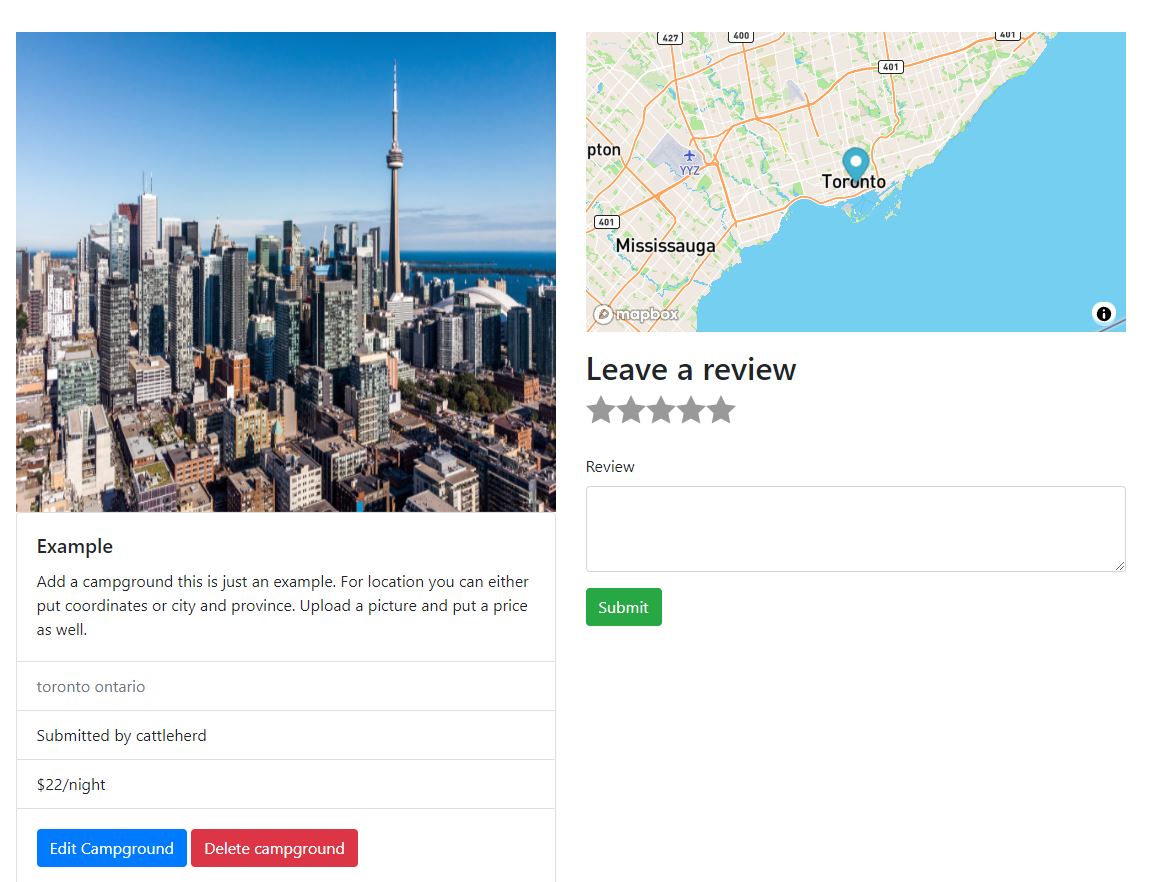 Example
Add a campground this is just an example. For location you can either
put coordinates or city and province. Upload a picture and put a price
as well.
toronto ontario
Submitted by cattleherd
$22/night
Edit Campground Delete campground
427 400 401
401
pton
YYZ
Toronto
401
Mississauga
mapbox
Leave a review
Review
Submit